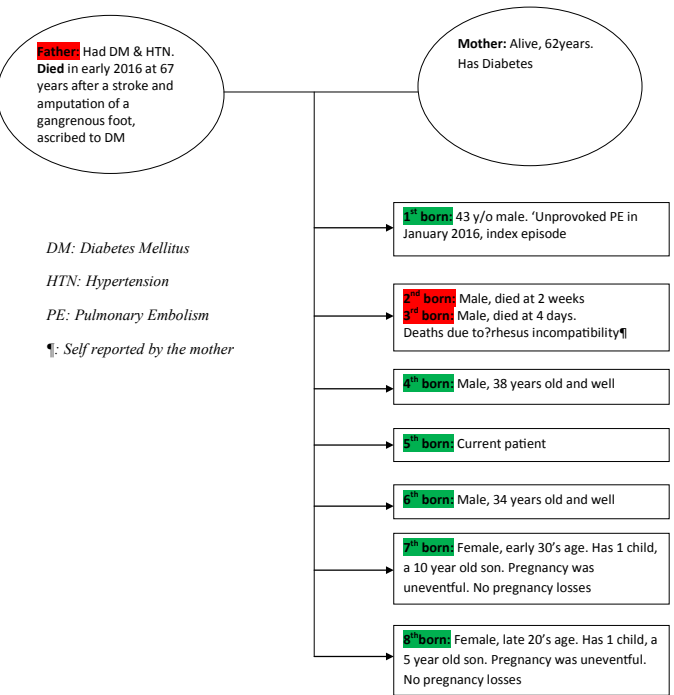 Father: Had DM & HTN.
Died in early 2016 at 67
years after a stroke and
amputation of a
gangrenous foot,
ascribed to DM
Mother: Alive, 62years.
Has Diabetes
1st born: 43 y/o male. ‘Unprovoked PE in
January 2016, index episode
DM: Diabetes Mellitus
HTN: Hypertension
PE: Pulmonary Embolism
¶: Self reported by the mother
2nd born: Male, died at 2 weeks
3rd born: Male, died at 4 days.
Deaths due to?rhesus incompatibility¶
4th born: Male, 38 years old and well
5th born: Current patient
6th born: Male, 34 years old and well
7th born: Female, early 30’s age. Has 1 child,
a 10 year old son. Pregnancy was
uneventful. No pregnancy losses
8thborn: Female, late 20’s age. Has 1 child, a
5 year old son. Pregnancy was uneventful.
No pregnancy losses